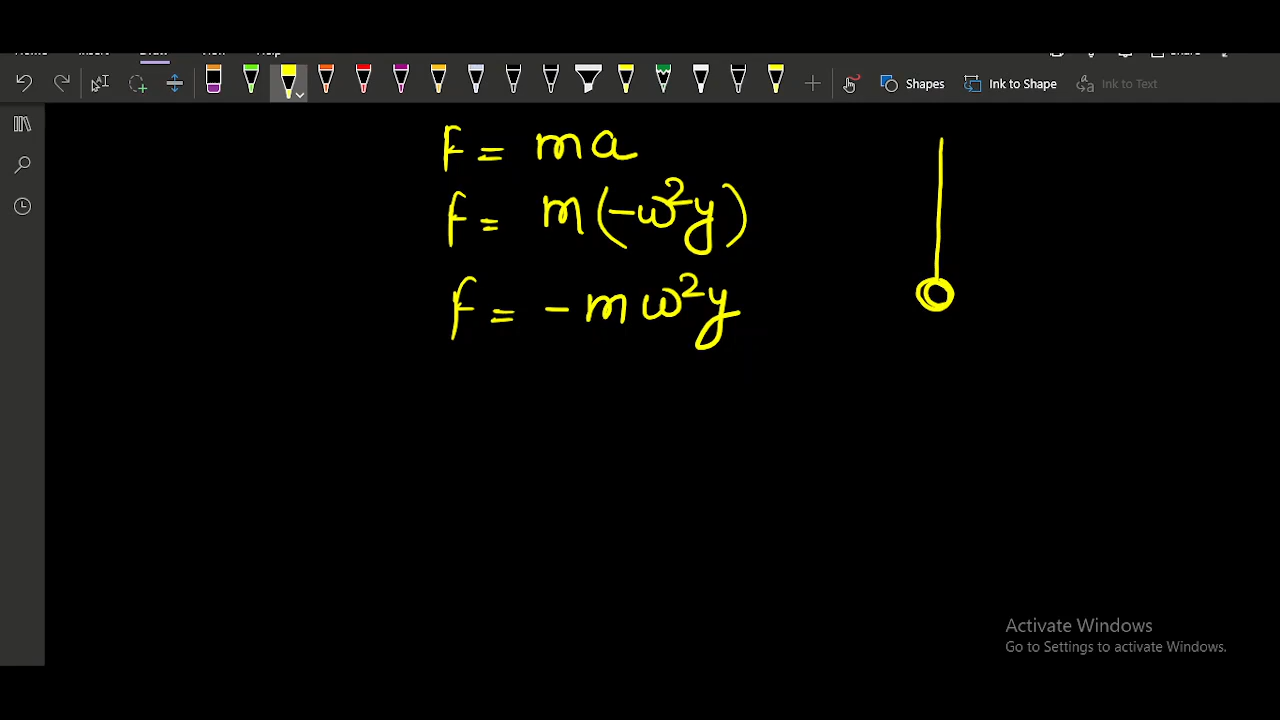 Shapes Ink to Shape Ink to Text
F = ma
F = m(-ω²y)
F = -mω²y
Activate Windows
Go to Settings to activate Windows.